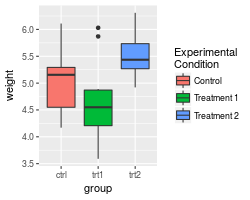 weight
6.0
5.5
5.0
4.5
4.0
3.5
ctrl trt1 trt2
group
Experimental
Condition
Control
Treatment 1
Treatment 2